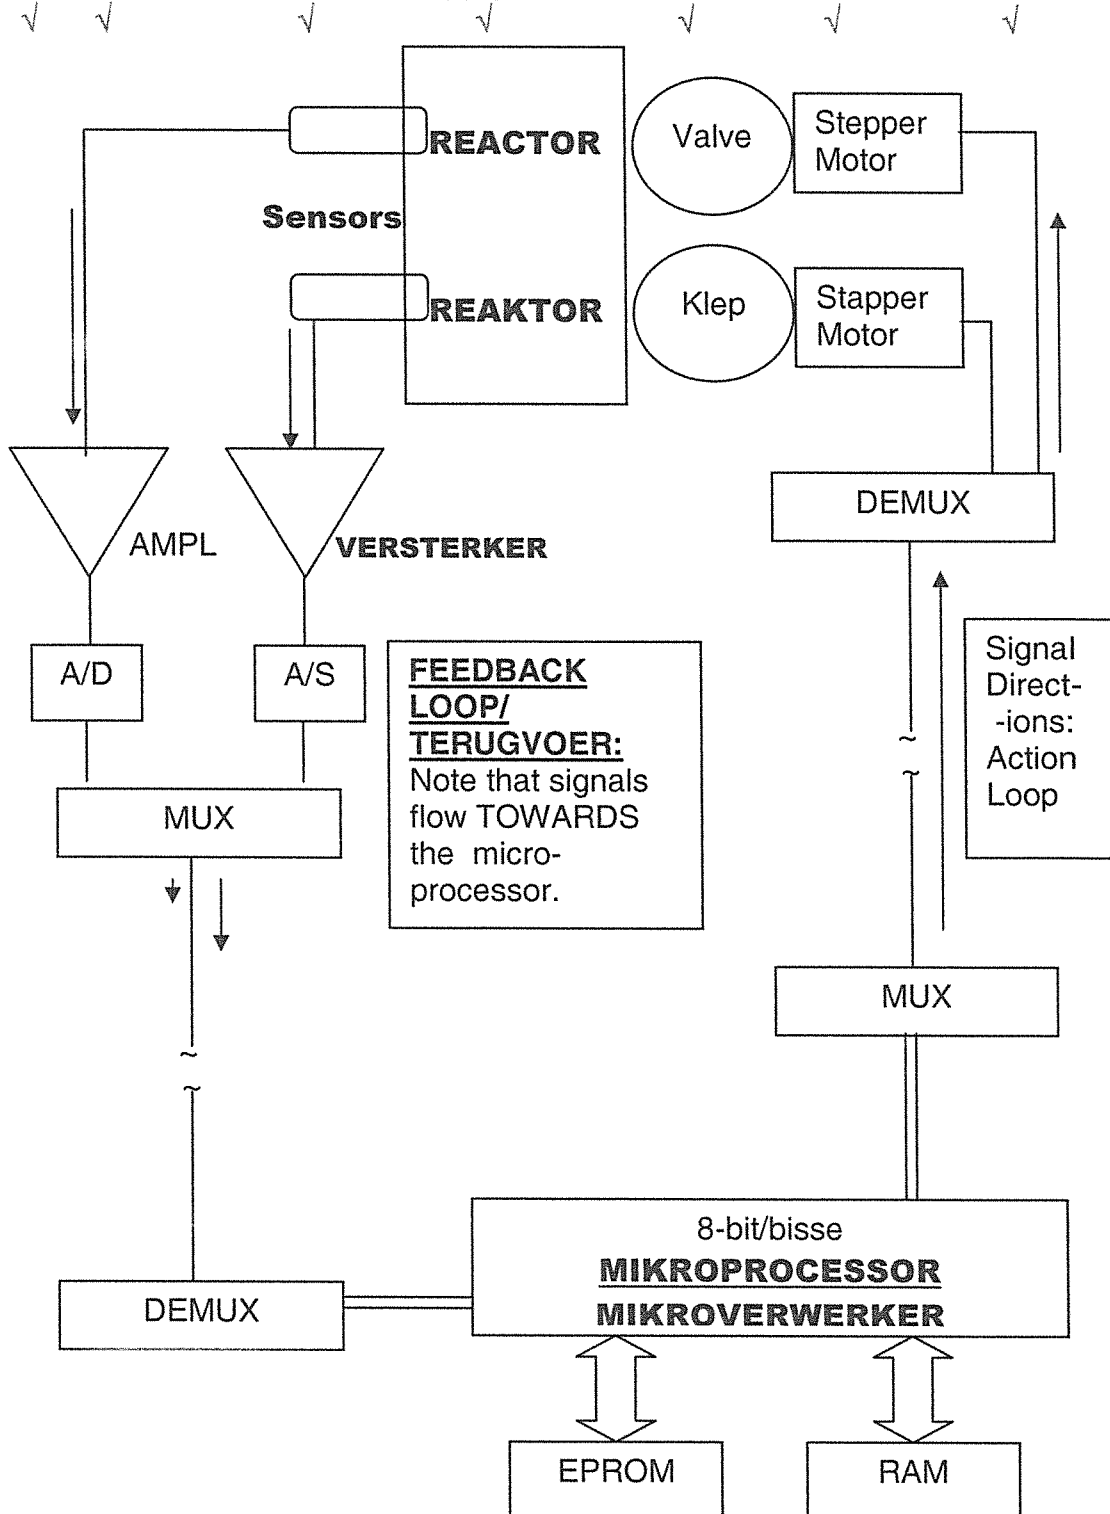 √ √ √ √ √ √ √
REACTOR
Valve
Stepper
Motor
Sensors
REAKTOR
Klep
Stapper
Motor
DEMUX
AMPL
VERSTERKER
A/D
A/S
FEEDBACK
LOOP/
TERUGVOER:
Note that signals
flow TOWARDS
the micro-
processor.
Signal
Direct-
-ions:
Action
Loop
MUX
MUX
8-bit/bisse
MIKROPROCESSOR
MIKROVERWERKER
DEMUX
EPROM
RAM